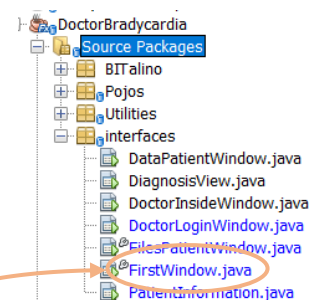 DoctorBradycardia
Source Packages
BITalino
Pojos
Utilities
interfaces
DataPatientWindow.java
DiagnosisView.java
DoctorInsideWindow.java
DoctorLoginWindow.java
FilesPatientWindow.java
FirstWindow.java
PatientInformation.java